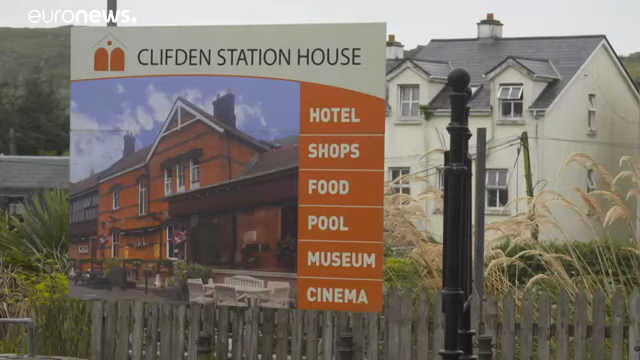 euronews.
CLIFDEN STATION HOUSE
HOTEL
SHOPS
FOOD
POOL
MUSEUM
CINEMA